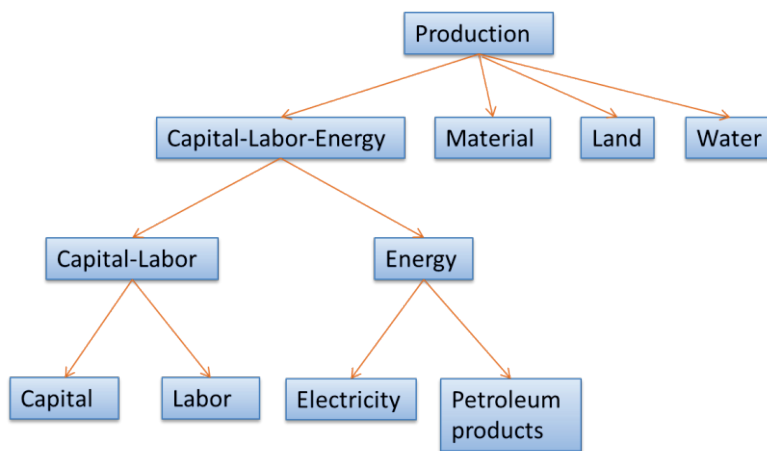 Production
Capital-Labor-Energy
Material
Land
Water
Capital-Labor
Energy
Capital
Labor
Electricity
Petroleum
products